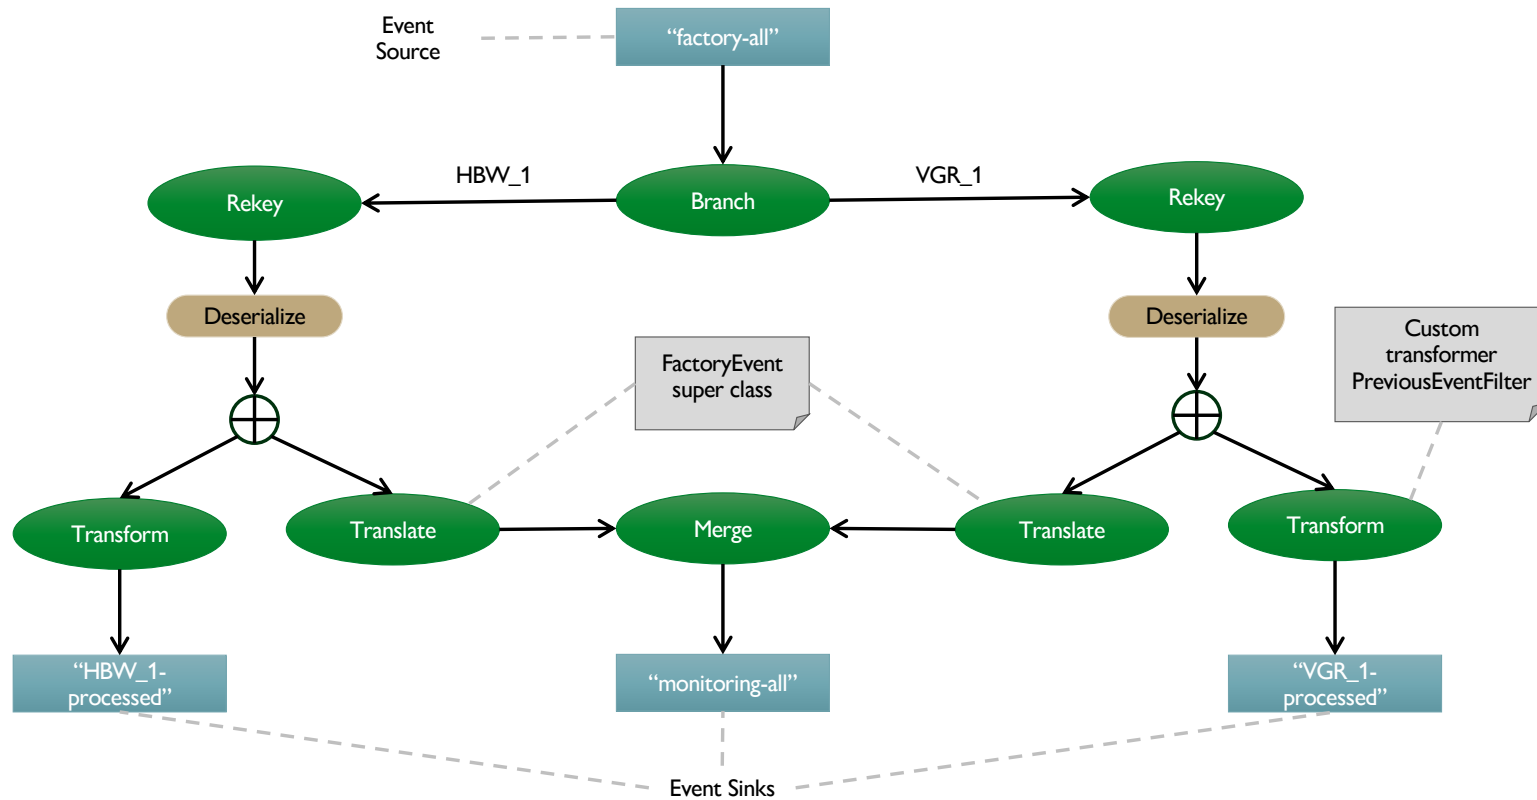 Event
Source
“factory-all”
HBW_1
VGR_1
Rekey
Branch
Rekey
Deserialize
Deserialize
FactoryEvent
super class
Custom
transformer
PreviousEventFilter
Transform
Translate
Merge
Translate
Transform
“HBW_1-
processed”
“monitoring-all”
“VGR_1-
processed”
Event Sinks